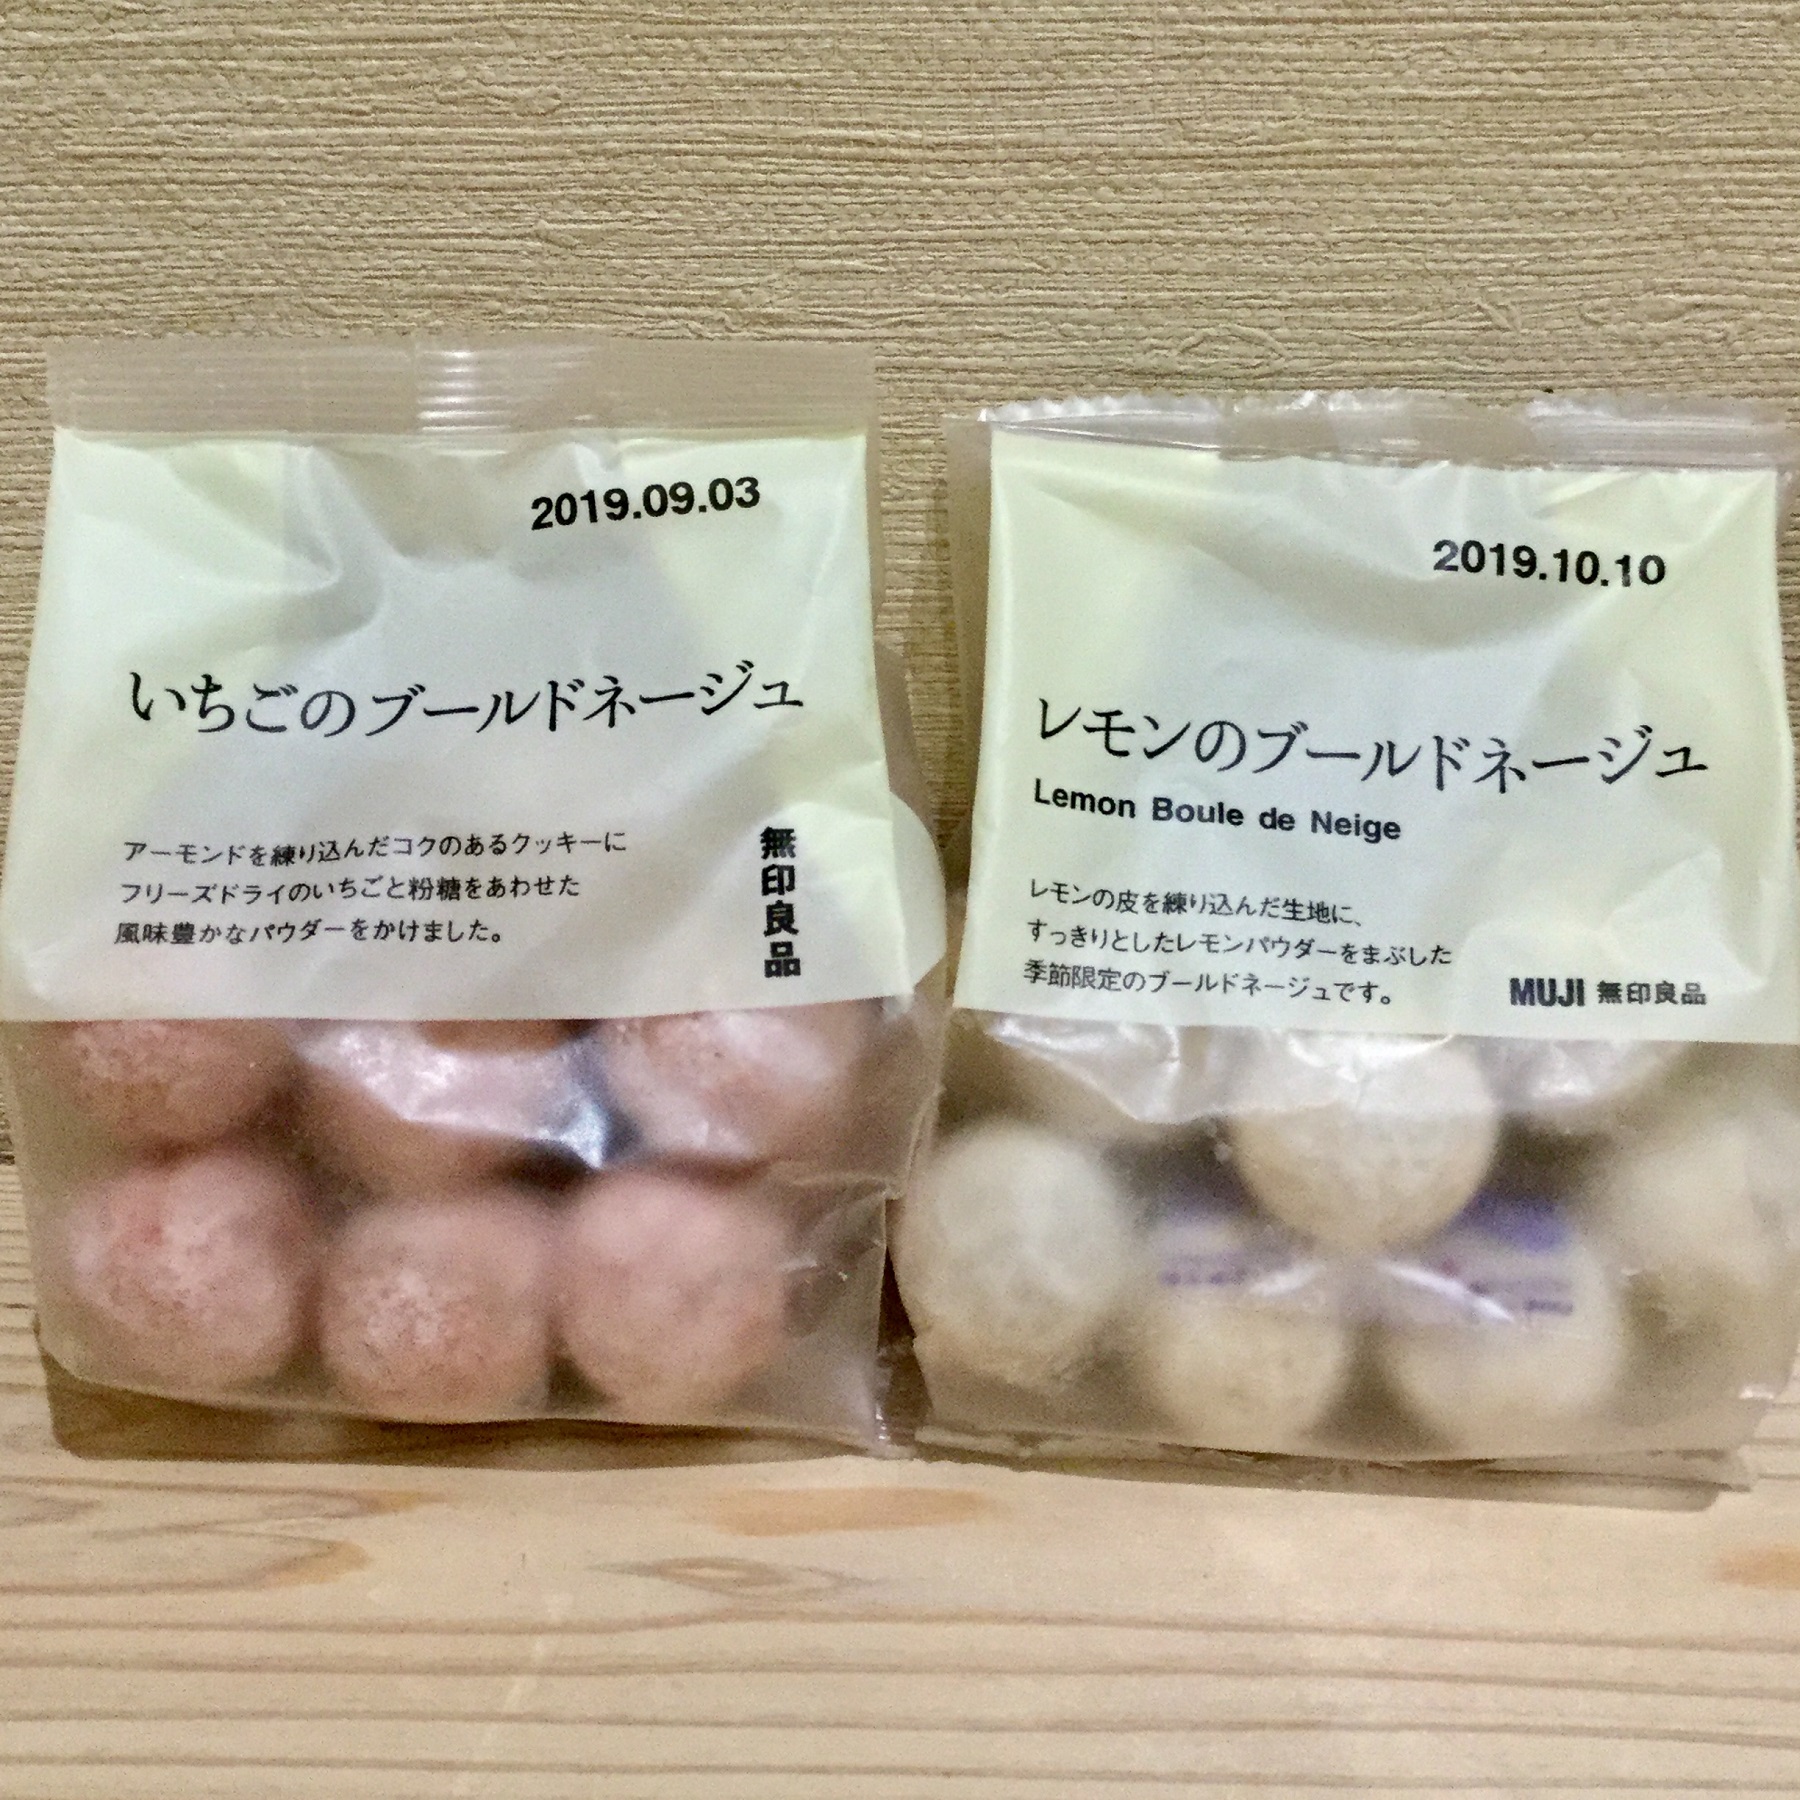 2019.09.03
いちごのブールドネージュ
アーモンドを練り込んだコクのあるクッキーに
フリーズドライのいちごと粉糖をあわせた
風味豊かなパウダーをかけました。
無印良品
2019.10.10
レモンのブールドネージュ
Lemon Boule de Neige
レモンの皮を練り込んだ生地に、
すっきりとしたレモンパウダーをまぶした
季節限定のブールドネージュです。
MUJI 無印良品